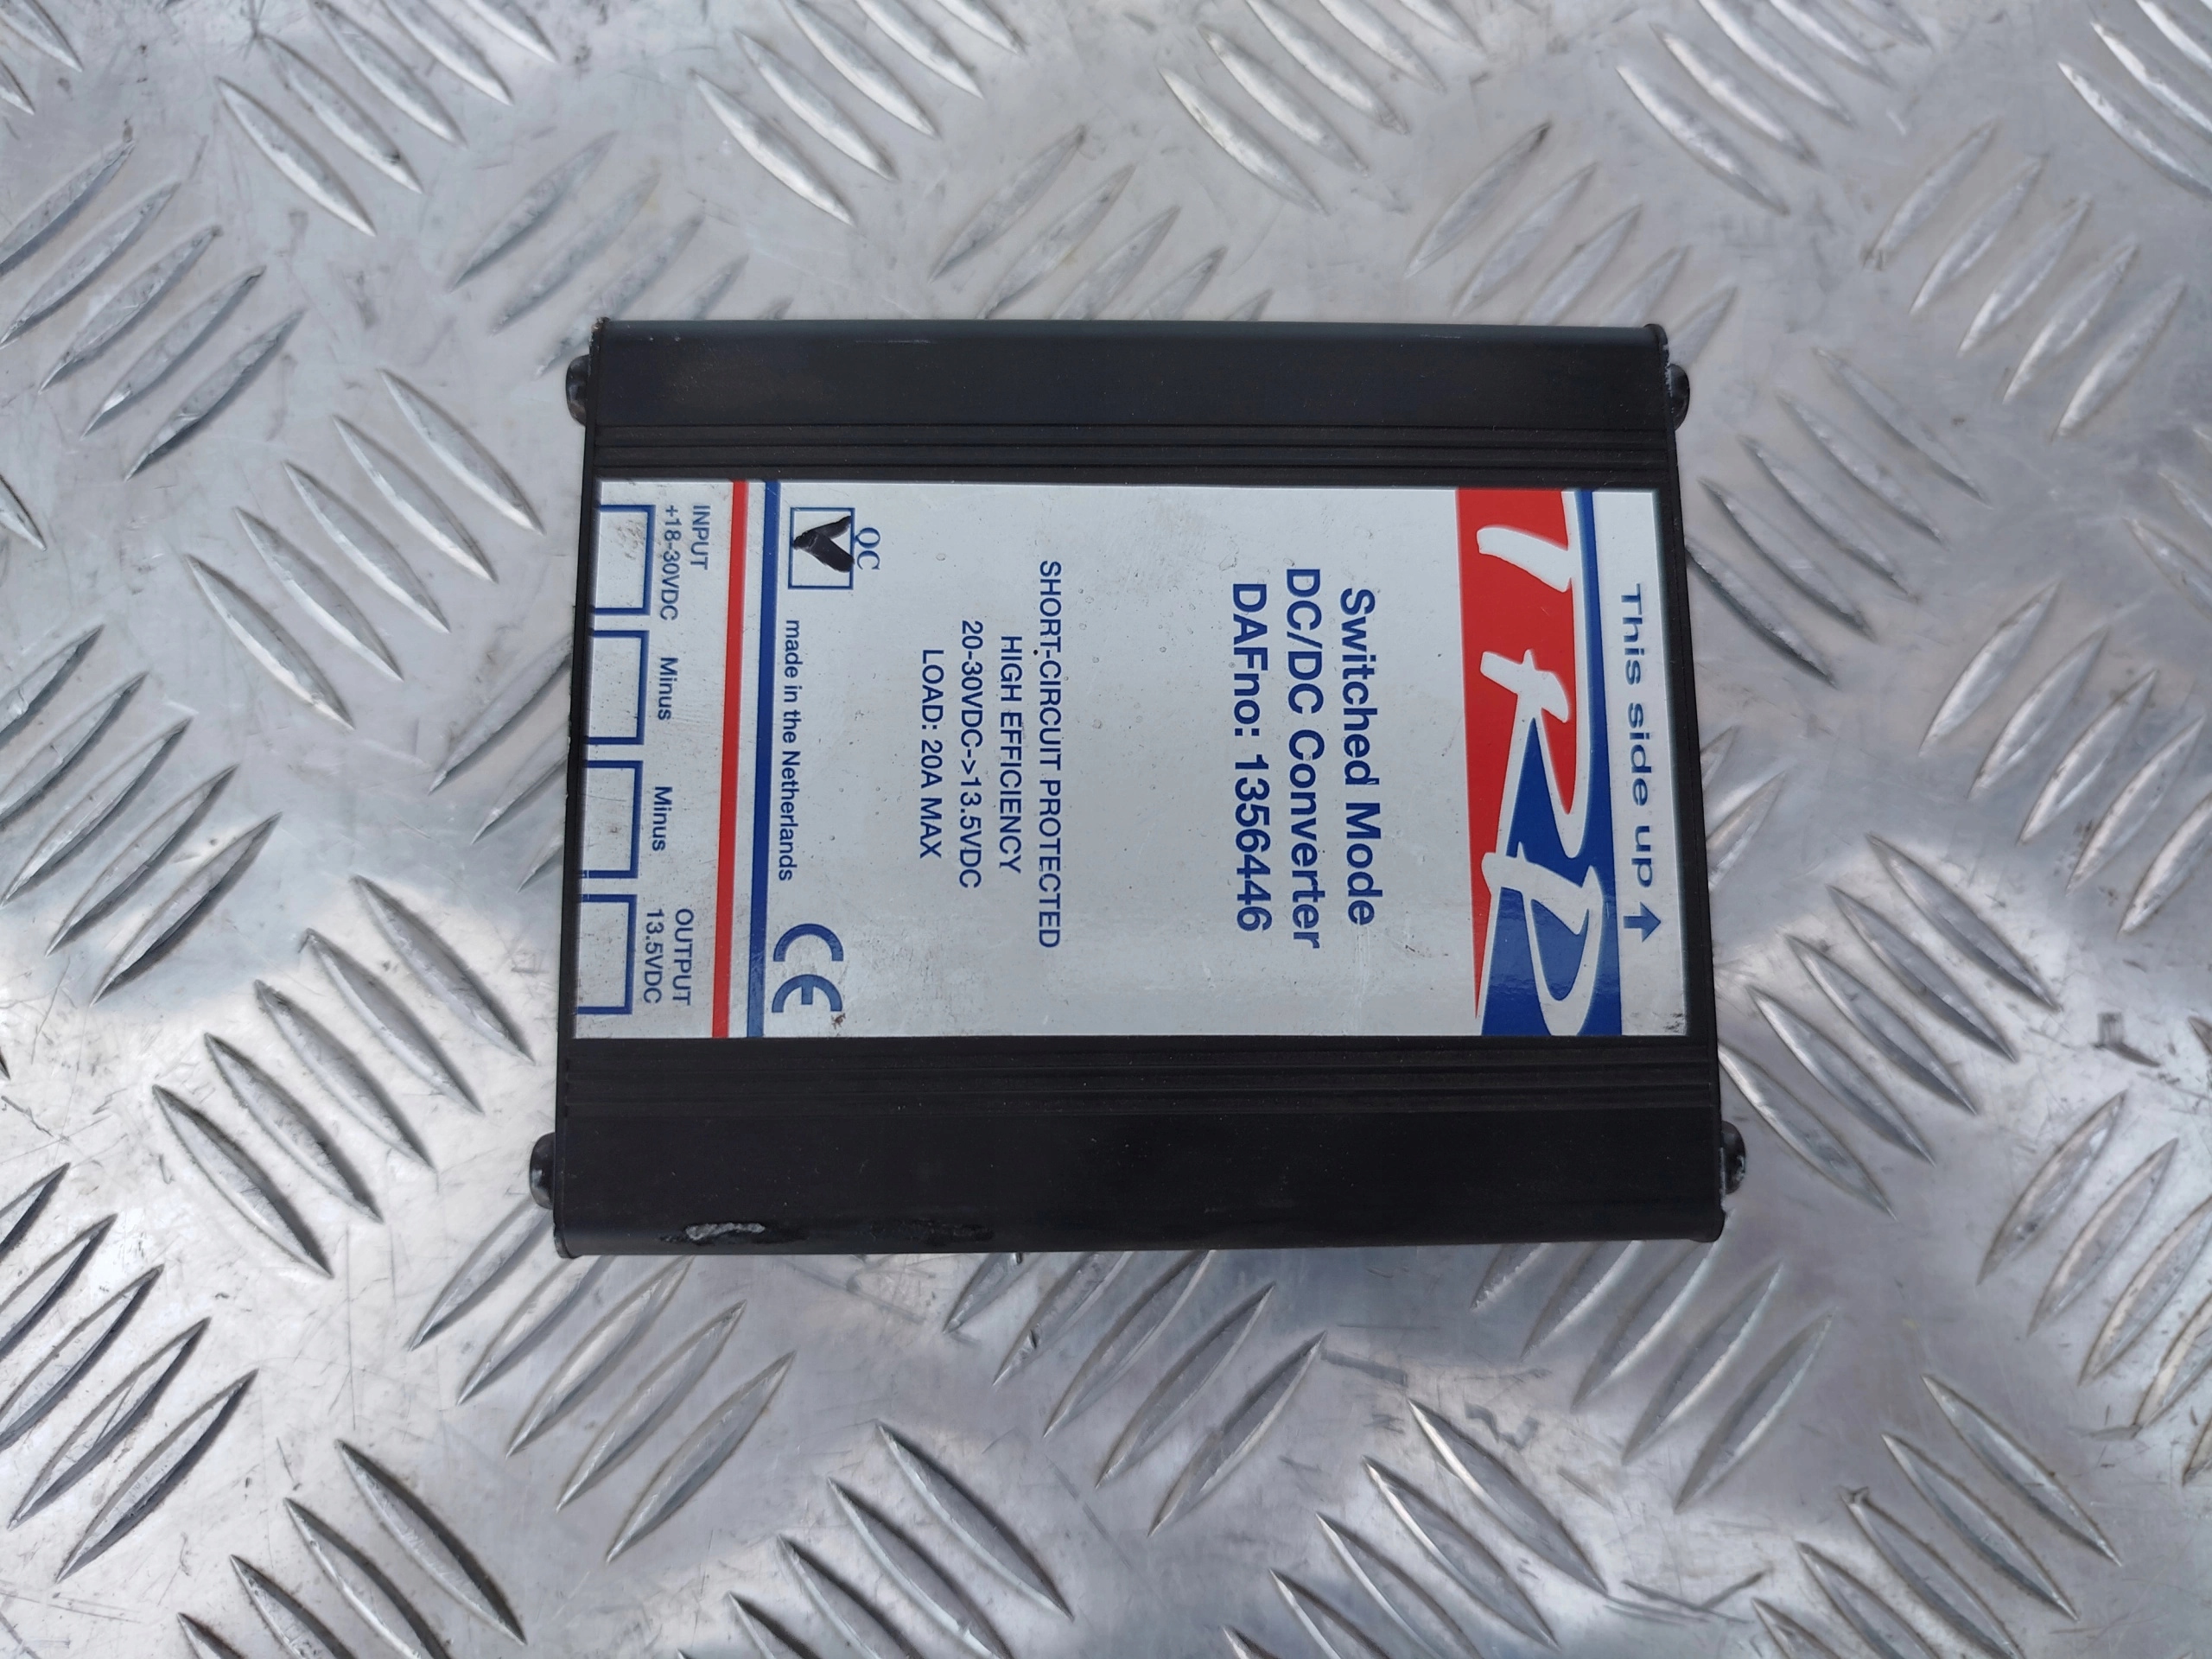 This side up ↑
TRP
Switched Mode
DC/DC Converter
DAFno: 1356446
SHORT-CIRCUIT PROTECTED
HIGH EFFICIENCY
20-30VDC->13.5VDC
LOAD: 20A MAX
QC
made in the Netherlands
CE
INPUT
+18-30VDC
Minus
Minus
OUTPUT
13.5VDC